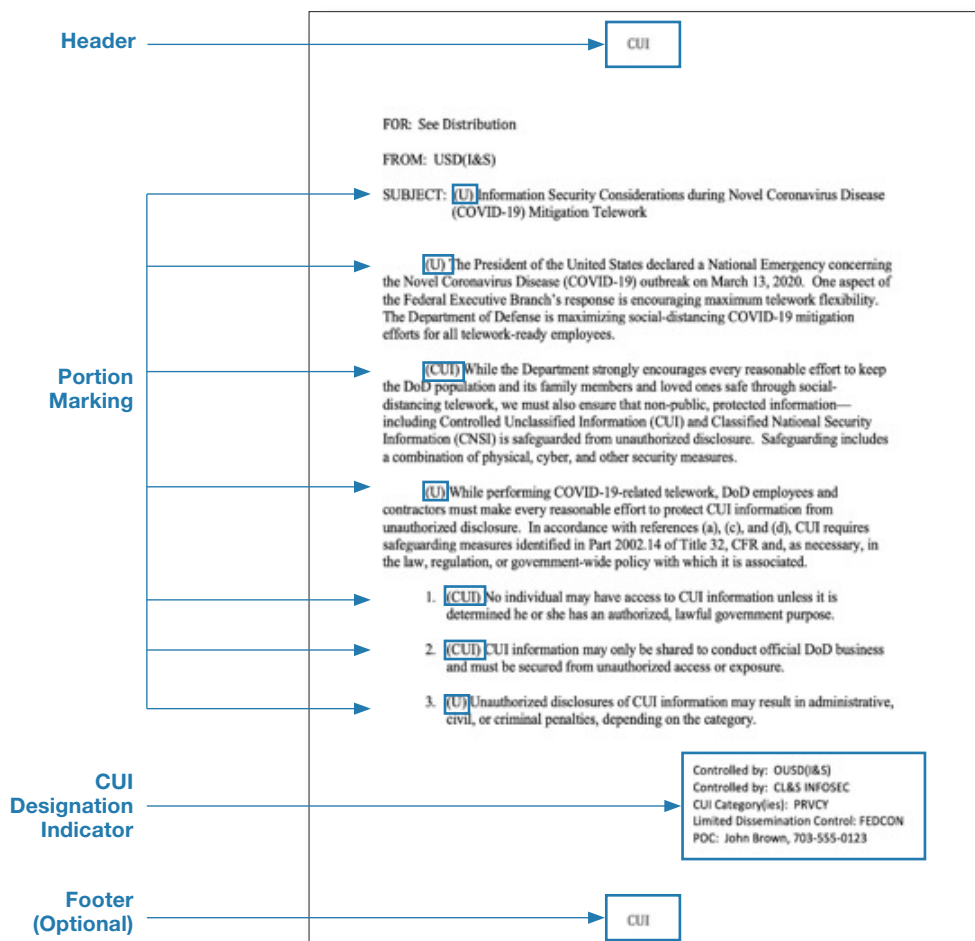 Header
CUI
FOR: See Distribution
FROM: USD(I&S)
SUBJECT: (U) Information Security Considerations during Novel Coronavirus Disease
(COVID-19) Mitigation Telework
(U) The President of the United States declared a National Emergency concerning
the Novel Coronavirus Disease (COVID-19) outbreak on March 13, 2020. One aspect of
the Federal Executive Branch's response is encouraging maximum telework flexibility.
The Department of Defense is maximizing social-distancing COVID-19 mitigation
efforts for all telework-ready employees.
Portion
Marking
(CUI) While the Department strongly encourages every reasonable effort to keep
the DoD population and its family members and loved ones safe through social-
distancing telework, we must also ensure that non-public, protected information—
including Controlled Unclassified Information (CUI) and Classified National Security
Information (CNSI) is safeguarded from unauthorized disclosure. Safeguarding includes
a combination of physical, cyber, and other security measures.
(U) While performing COVID-19-related telework, DoD employees and
contractors must make every reasonable effort to protect CUI information from
unauthorized disclosure. In accordance with references (a), (c), and (d), CUI requires
safeguarding measures identified in Part 2002.14 of Title 32, CFR and, as necessary, in
the law, regulation, or government-wide policy with which it is associated.
1. (CUI) No individual may have access to CUI information unless it is
determined he or she has an authorized, lawful government purpose.
2. (CUI) CUI information may only be shared to conduct official DoD business
and must be secured from unauthorized access or exposure.
3. (U) Unauthorized disclosures of CUI information may result in administrative,
civil, or criminal penalties, depending on the category.
CUI
Designation
Indicator
Controlled by: OUSD(I&S)
Controlled by: CL&S INFOSEC
CUI Category(ies): PRVCY
Limited Dissemination Control: FEDCON
POC: John Brown, 703-555-0123
Footer
(Optional)
CUI